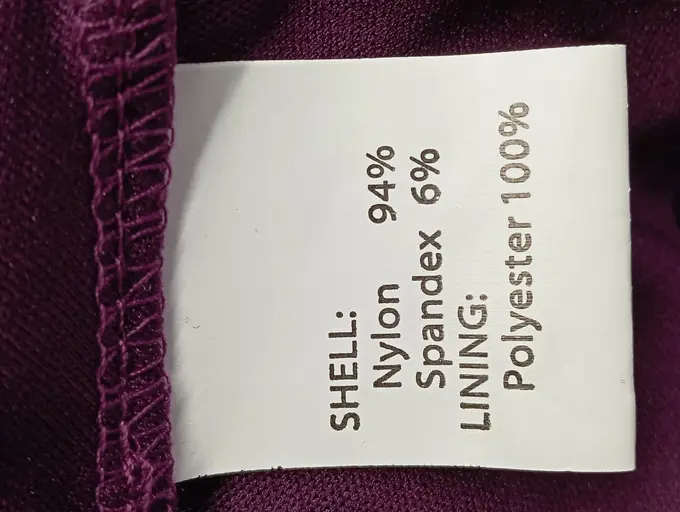 SHELL:
Nylon 94%
Spandex 6%
LINING:
Polyester 100%